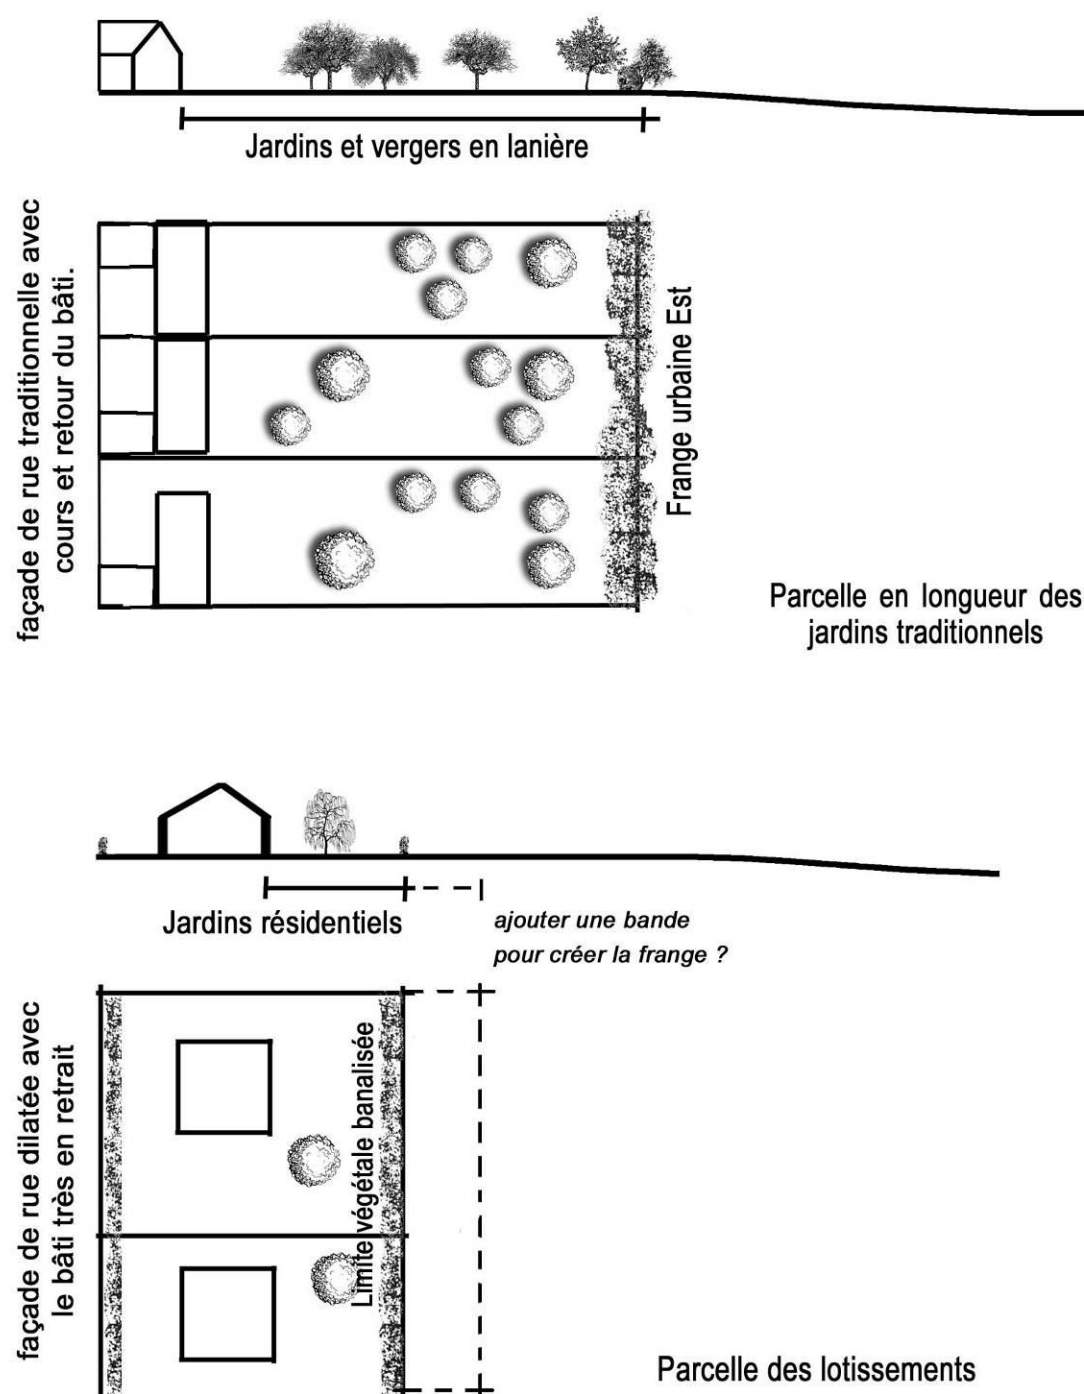 Jardins et vergers en lanière
façade de rue traditionnelle avec
cours et retour du bâti.
Frange urbaine Est
Parcelle en longueur des
jardins traditionnels
Jardins résidentiels
ajouter une bande
pour créer la frange ?
façade de rue dilatée avec
le bâti très en retrait
Limite végétale banalisée
Parcelle des lotissements